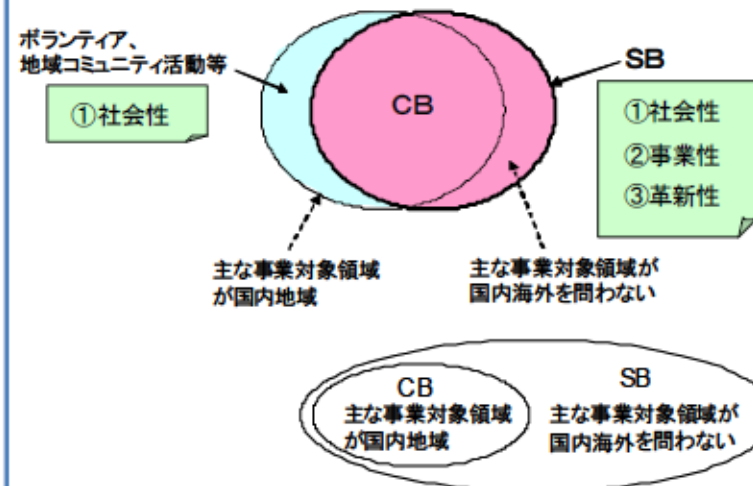 ボランティア、
地域コミュニティ活動等
①社会性
CB
SB
①社会性
②事業性
③革新性
主な事業対象領域
が国内地域
主な事業対象領域が
国内海外を問わない
CB
主な事業対象領域
が国内地域
SB
主な事業対象領域が
国内海外を問わない